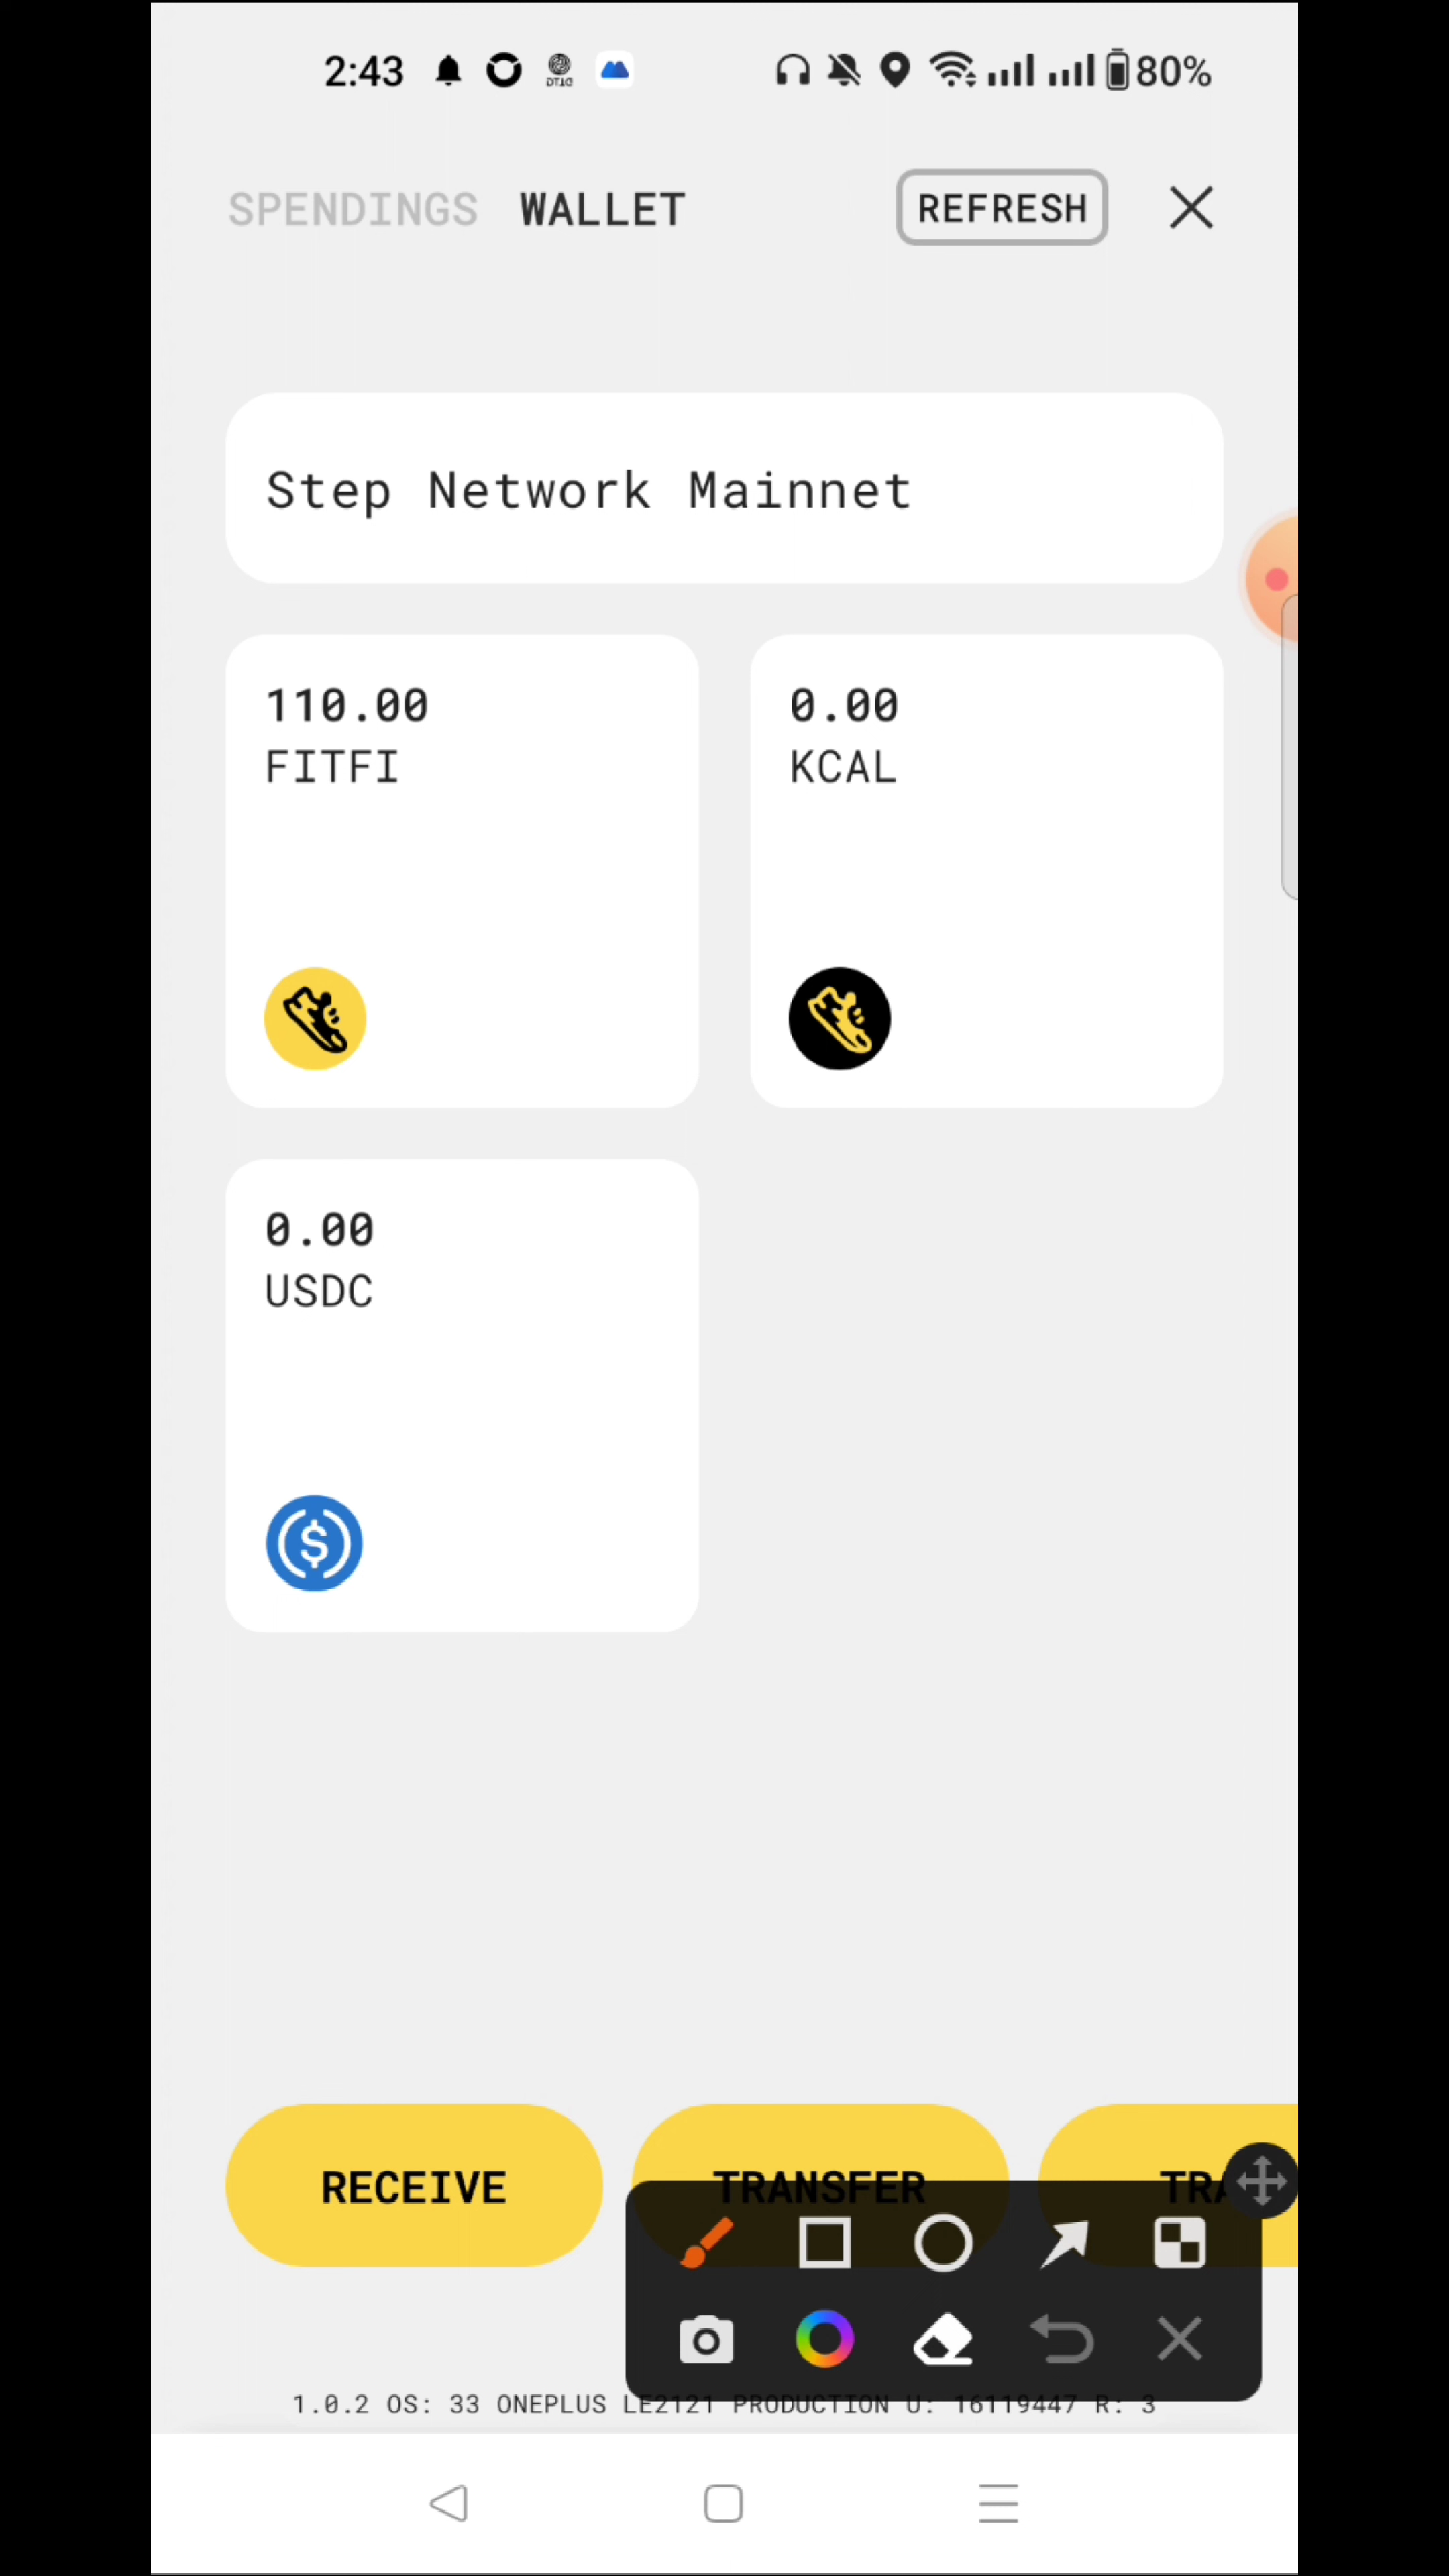 2:43 80%
SPENDINGS WALLET REFRESH
Step Network Mainnet
110.00
FITFI
0.00
KCAL
0.00
USDC
RECEIVE TRANSFER
1.0.2 OS: 33 ONEPLUS LE2121 PRODUCTION U: 16119447 R: 3